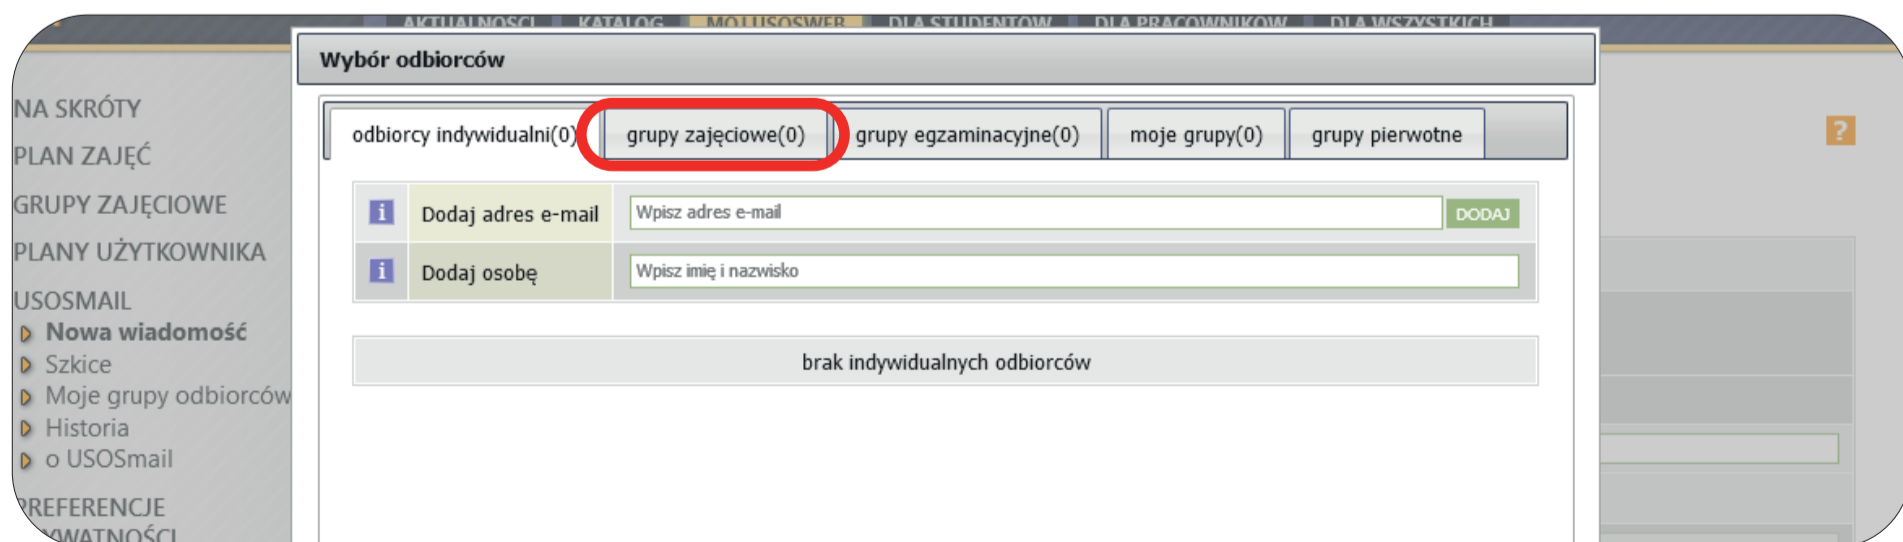 AKTUALNOŚCI KATALOG MÓJ USOSWEB DLA STUDENTÓW DLA PRACOWNIKÓW DLA WSZYSTKICH
Wybór odbiorców
NA SKRÓTY
PLAN ZAJĘĆ
GRUPY ZAJĘCIOWE
PLANY UŻYTKOWNIKA
USOSMAIL
Nowa wiadomość
Szkice
Moje grupy odbiorców
Historia
o USOSmail
PREFERENCJE
YWATNOŚCI
odbiorcy indywidualni(0) grupy zajęciowe(0) grupy egzaminacyjne(0) moje grupy(0) grupy pierwotne
?
i Dodaj adres e-mail Wpisz adres e-mail DODAJ
i Dodaj osobę Wpisz imię i nazwisko
brak indywidualnych odbiorców